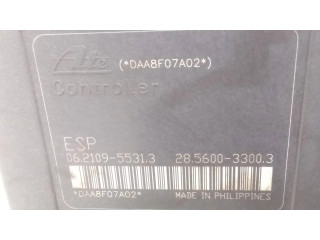 Ate (*DAA8F07A02*)
Controller
ESP
06.2109-5531.3 28.5600-3300.3
*DAA8F07A02*
MADE IN PHILIPPINES